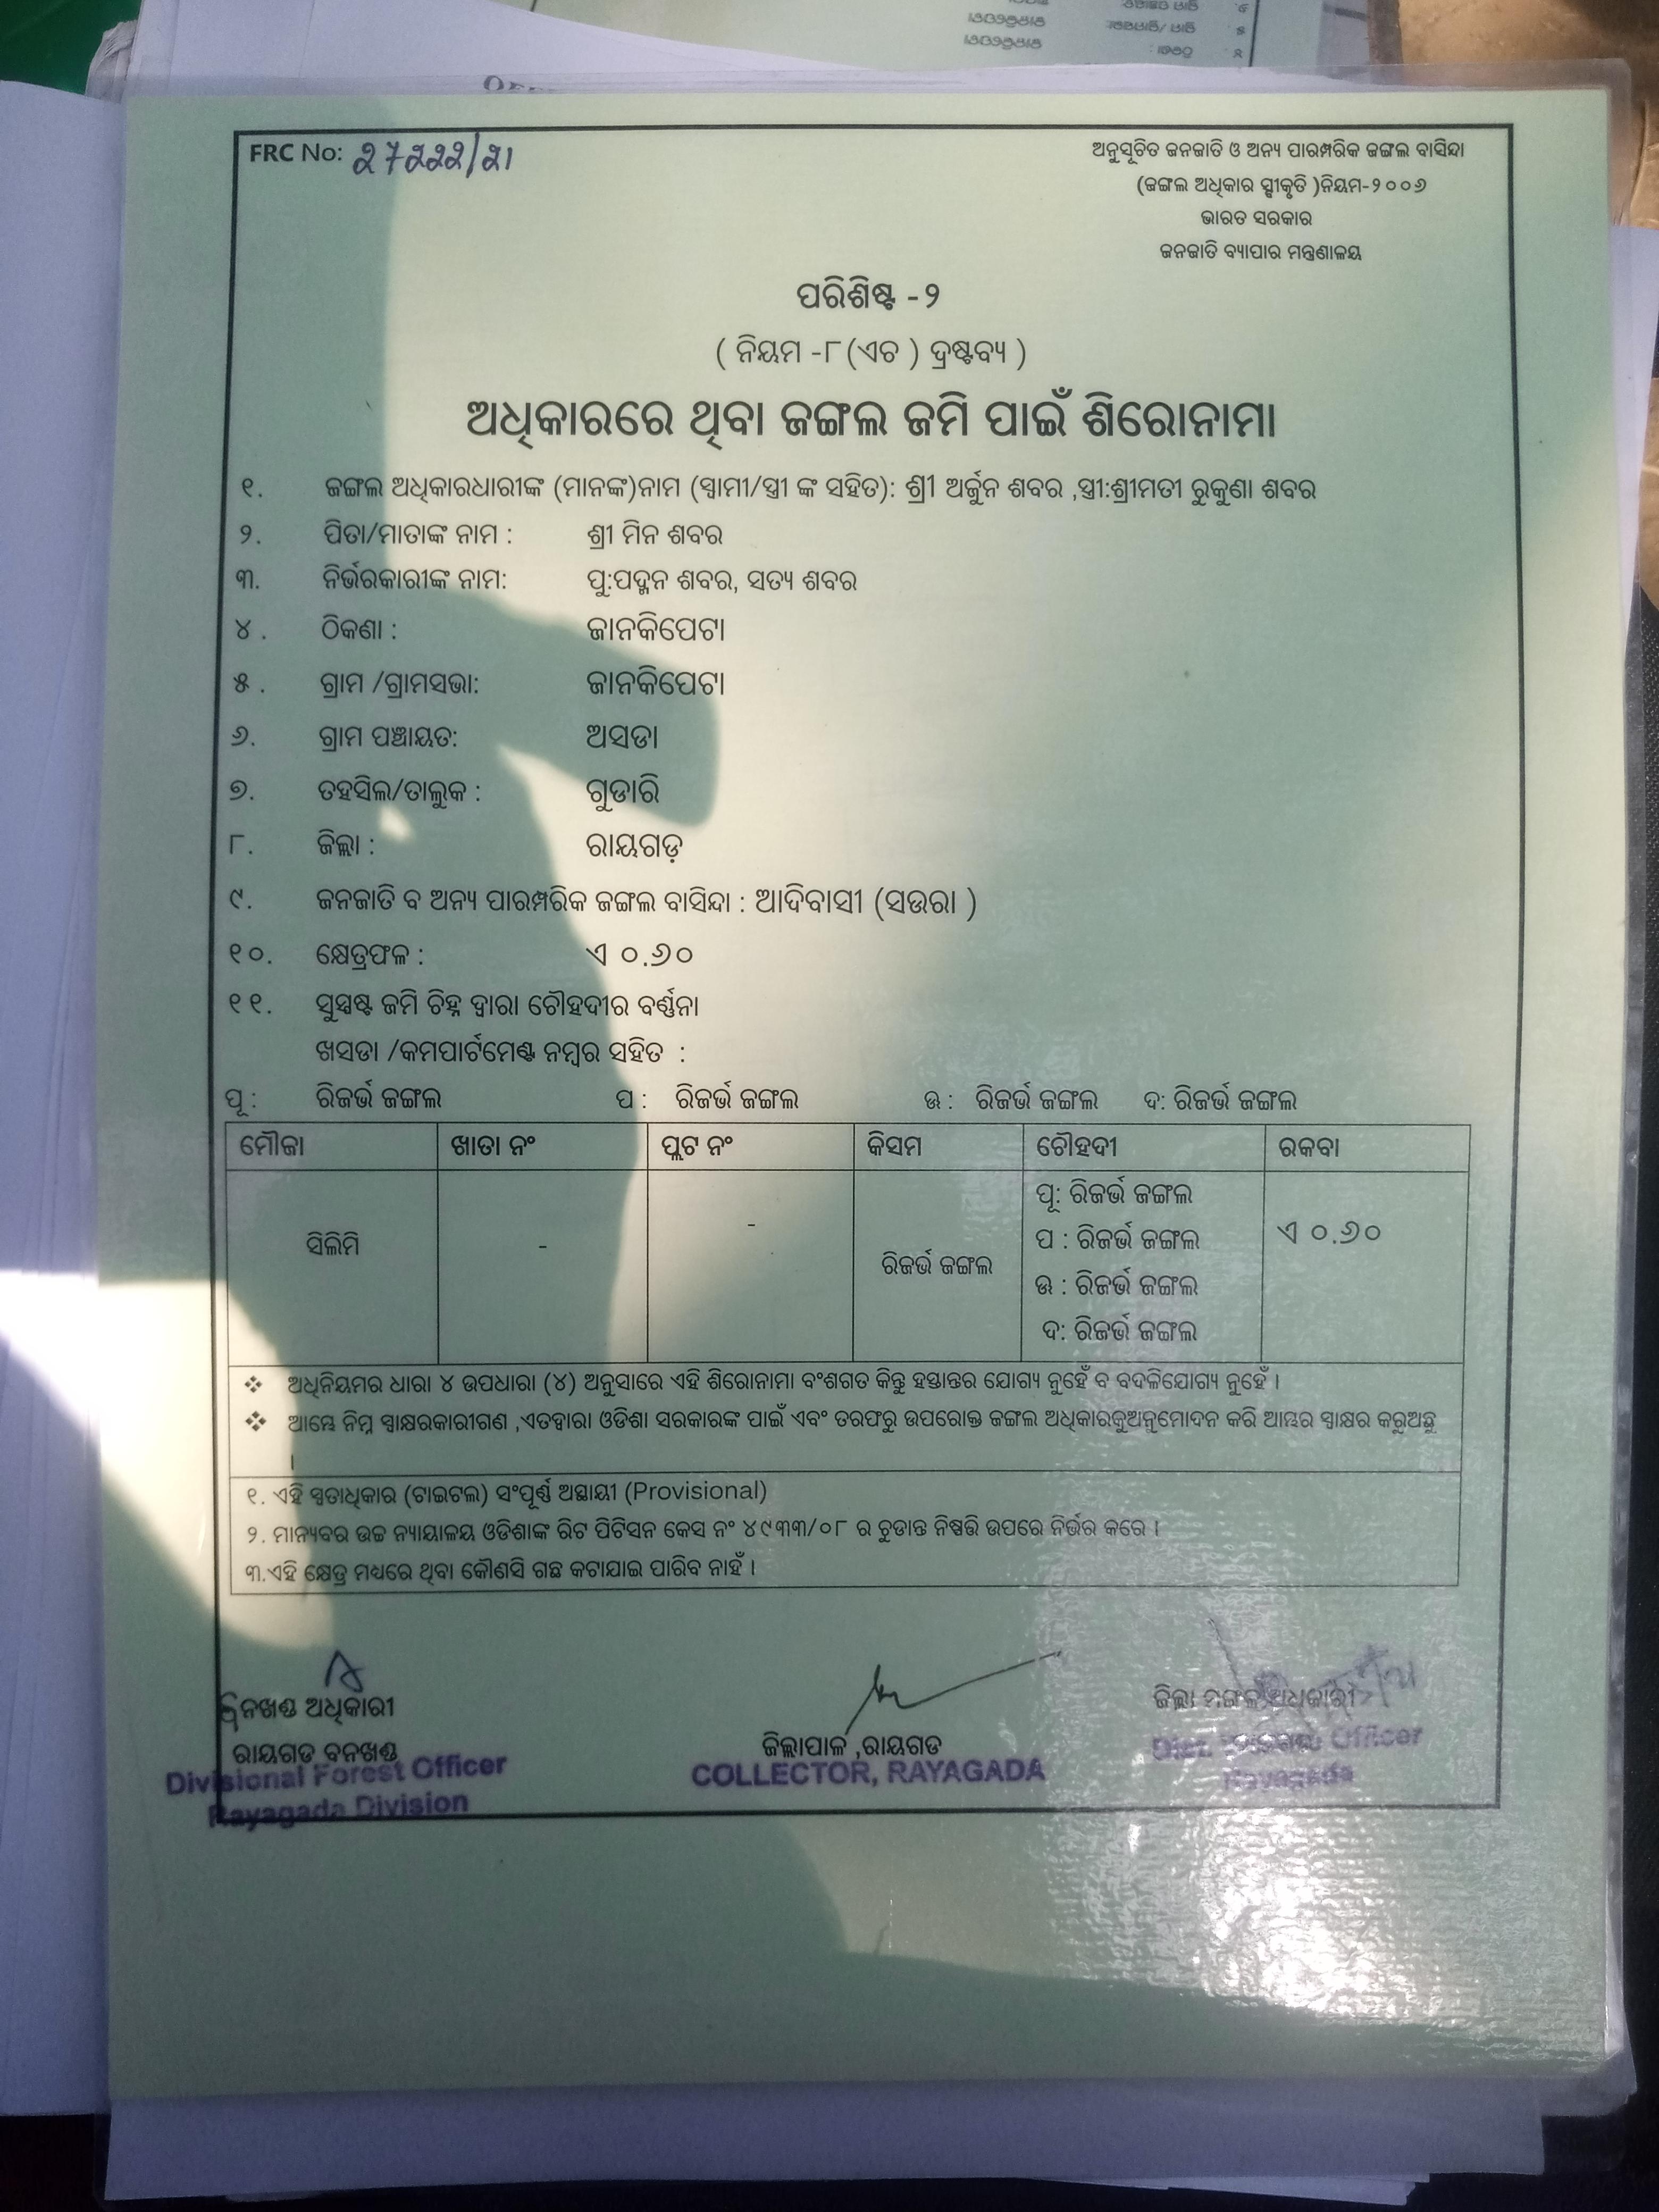 FRC No: 27222/21
ଅନୁସୂଚିତ ଜନଜାତି ଓ ଅନ୍ୟ ପାରମ୍ପରିକ ଜଙ୍ଗଲ ବାସିନ୍ଦା
(ଜଙ୍ଗଲ ଅଧିକାର ସ୍ବୀକୃତି )ନିୟମ-୨୦୦୬
ଭାରତ ସରକାର
ଜନଜାତି ବ୍ୟାପାର ମନ୍ତ୍ରଣାଳୟ
ପରିଶିଷ୍ଟ -୨
( ନିୟମ -୮(ଏଚ ) ଦ୍ରଷ୍ଟବ୍ୟ )
ଅଧିକାରରେ ଥିବା ଜଙ୍ଗଲ ଜମି ପାଇଁ ଶିରୋନାମା
୧. ଜଙ୍ଗଲ ଅଧିକାରଧାରୀଙ୍କ (ମାନଙ୍କ)ନାମ (ସ୍ୱାମୀ/ସ୍ତ୍ରୀ ଙ୍କ ସହିତ): ଶ୍ରୀ ଅର୍ଜୁନ ଶବର ,ସ୍ତ୍ରୀ:ଶ୍ରୀମତୀ ରୁକୁଣା ଶବର
୨. ପିତା/ମାତାଙ୍କ ନାମ : ଶ୍ରୀ ମିନ ଶବର
୩. ନିର୍ଭରକାରୀଙ୍କ ନାମ: ପୁ:ପଦ୍ମନ ଶବର, ସତ୍ୟ ଶବର
୪ . ଠିକଣା : ଜାନକିପେଟା
୫ . ଗ୍ରାମ /ଗ୍ରାମସଭା: ଜାନକିପେଟା
୬. ଗ୍ରାମ ପଞ୍ଚାୟତ: ଅସଡା
୭. ତହସିଲ/ତାଲୁକ : ଗୁଡାରି
୮. ଜିଲ୍ଲା : ରାୟଗଡ଼
୯. ଜନଜାତି ବ ଅନ୍ୟ ପାରମ୍ପରିକ ଜଙ୍ଗଲ ବାସିନ୍ଦା : ଆଦିବାସୀ (ସଉରା )
୧୦. କ୍ଷେତ୍ରଫଳ : ଏ ୦.୬୦
୧୧. ସୁସ୍ପଷ୍ଟ ଜମି ଚିହ୍ନ ଦ୍ୱାରା ଚୌହଦୀର ବର୍ଣ୍ଣନା
ଖସଡା /କମପାର୍ଟମେଣ୍ଟ ନମ୍ବର ସହିତ :
ପୂ : ରିଜର୍ଭ ଜଙ୍ଗଲ ପ : ରିଜର୍ଭ ଜଙ୍ଗଲ ଉ : ରିଜର୍ଭ ଜଙ୍ଗଲ ଦ: ରିଜର୍ଭ ଜଙ୍ଗଲ
ମୌଜା ଖାତା ନଂ ପ୍ଲଟ ନଂ କିସମ ଚୌହଦୀ ରକବା
ସିଲିମି - - ରିଜର୍ଭ ଜଙ୍ଗଲ ପୂ: ରିଜର୍ଭ ଜଙ୍ଗଲ ଏ ୦.୬୦
ପ : ରିଜର୍ଭ ଜଙ୍ଗଲ
ଉ : ରିଜର୍ଭ ଜଙ୍ଗଲ
ଦ: ରିଜର୍ଭ ଜଙ୍ଗଲ
❖ ଅଧିନିୟମର ଧାରା ୪ ଉପଧାରା (୪) ଅନୁସାରେ ଏହି ଶିରୋନାମା ବଂଶଗତ କିନ୍ତୁ ହସ୍ତାନ୍ତର ଯୋଗ୍ୟ ନୁହେଁ ବ ବଦଳିଯୋଗ୍ୟ ନୁହେଁ ।
❖ ଆମ୍ଭେ ନିମ୍ନ ସ୍ୱାକ୍ଷରକାରୀଗଣ ,ଏତଦ୍ୱାରା ଓଡିଶା ସରକାରଙ୍କ ପାଇଁ ଏବଂ ତରଫରୁ ଉପରୋକ୍ତ ଜଙ୍ଗଲ ଅଧିକାରକୁଅନୁମୋଦନ କରି ଆମ୍ଭର ସ୍ୱାକ୍ଷର କରୁଅଛୁ
।
୧. ଏହି ସ୍ୱତାଧିକାର (ଟାଇଟଲ) ସଂପୂର୍ଣ୍ଣ ଅସ୍ଥାୟୀ (Provisional)
୨. ମାନ୍ୟବର ଉଚ୍ଚ ନ୍ୟାୟାଳୟ ଓଡିଶାଙ୍କ ରିଟ ପିଟିସନ କେସ ନଂ ୪୯୩୩/୦୮ ର ଚୁଡାନ୍ତ ନିଷ୍ପତ୍ତି ଉପରେ ନିର୍ଭର କରେ ।
୩.ଏହି କ୍ଷେତ୍ର ମଧ୍ୟରେ ଥିବା କୌଣସି ଗଛ କଟାଯାଇ ପାରିବ ନାହଁ ।
ବନଖଣ୍ଡ ଅଧିକାରୀ
ରାୟଗଡ ବନଖଣ୍ଡ
Divisional Forest Officer
Rayagada Division
ଜିଲ୍ଲାପାଳ ,ରାୟଗଡ
COLLECTOR, RAYAGADA
ଜିଲ୍ଲା ମଙ୍ଗଳ ଅଧିକାରୀ
Dist. Welfare Officer
Rayagada